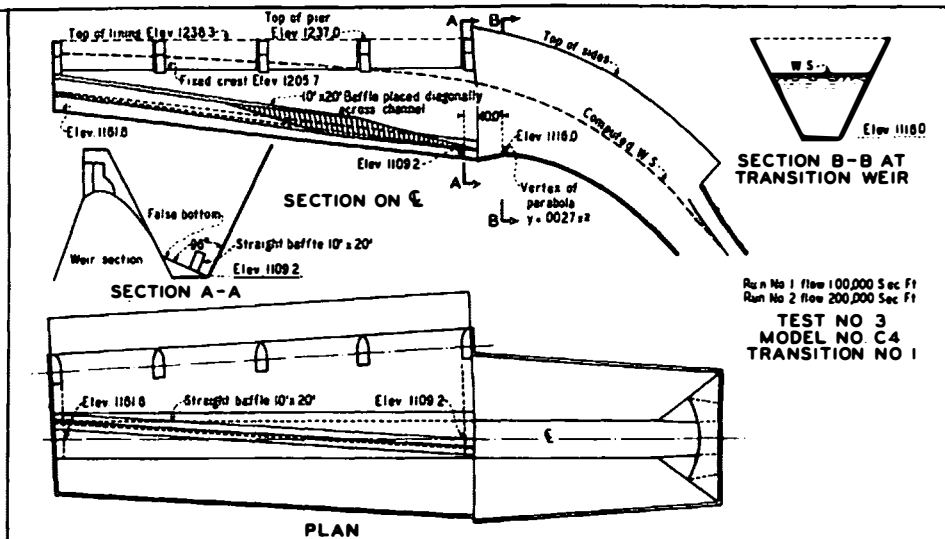 Top of lining Elev 1238.3
Top of pier
Elev 1237.0
A
B
Top of sides
W S
Fixed crest Elev 1205.7
10'x20' Baffle placed diagonally
across channel
Elev. 1161.8
40.0'
Elev 1116.0
Elev 1109.2
Computed W.S.
Elev 1116.0
SECTION B-B AT
TRANSITION WEIR
A
SECTION ON ℄
B
Vertex of
parabola
y=.0027x²
False bottom
Weir section
Straight baffle 10'x20'
Elev 1109.2
SECTION A-A
Run No 1 flow 100,000 Sec Ft
Run No 2 flow 200,000 Sec Ft
TEST NO 3
MODEL NO. C4
TRANSITION NO 1
Elev 1161.8
Straight baffle 10'x20'
Elev 1109.2
℄
PLAN